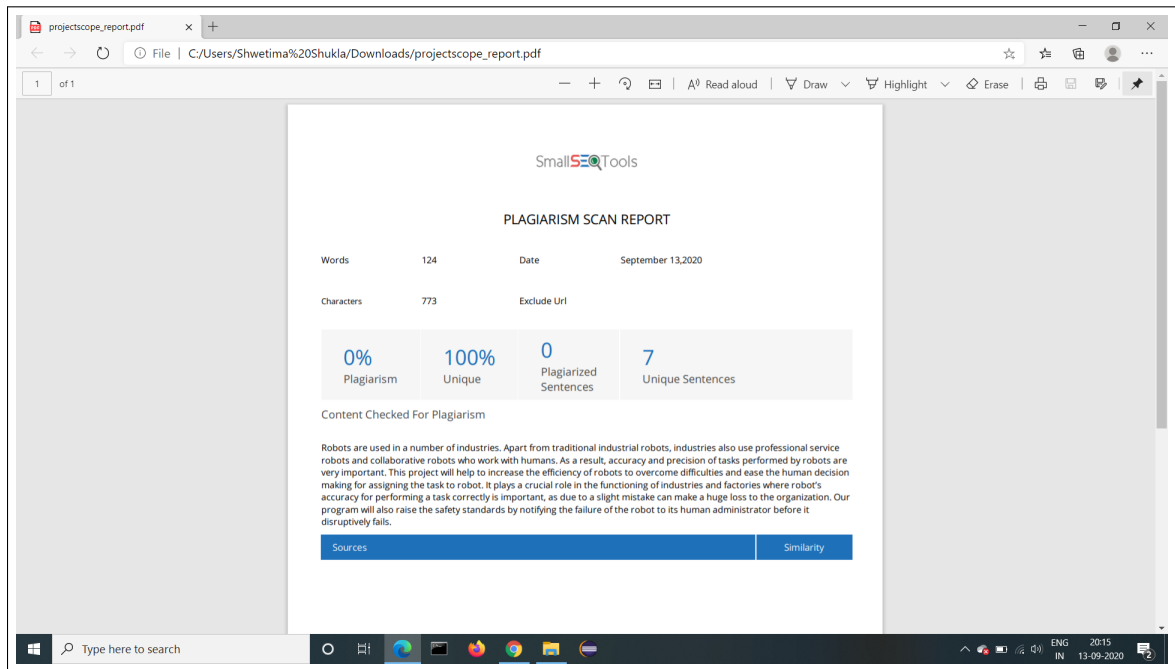 projectscope_report.pdf
File | C:/Users/Shwetima%20Shukla/Downloads/projectscope_report.pdf
1 of 1
Read aloud Draw Highlight Erase
SmallSEOTools
PLAGIARISM SCAN REPORT
Words 124 Date September 13,2020
Characters 773 Exclude Url
0% 100% 0 7
Plagiarism Unique Plagiarized Sentences Unique Sentences
Content Checked For Plagiarism
Robots are used in a number of industries. Apart from traditional industrial robots, industries also use professional service
robots and collaborative robots who work with humans. As a result, accuracy and precision of tasks performed by robots are
very important. This project will help to increase the efficiency of robots to overcome difficulties and ease the human decision
making for assigning the task to robot. It plays a crucial role in the functioning of industries and factories where robot's
accuracy for performing a task correctly is important, as due to a slight mistake can make a huge loss to the organization. Our
program will also raise the safety standards by notifying the failure of the robot to its human administrator before it
disruptively fails.
Sources Similarity
Type here to search
ENG 20:15
IN 13-09-2020 2